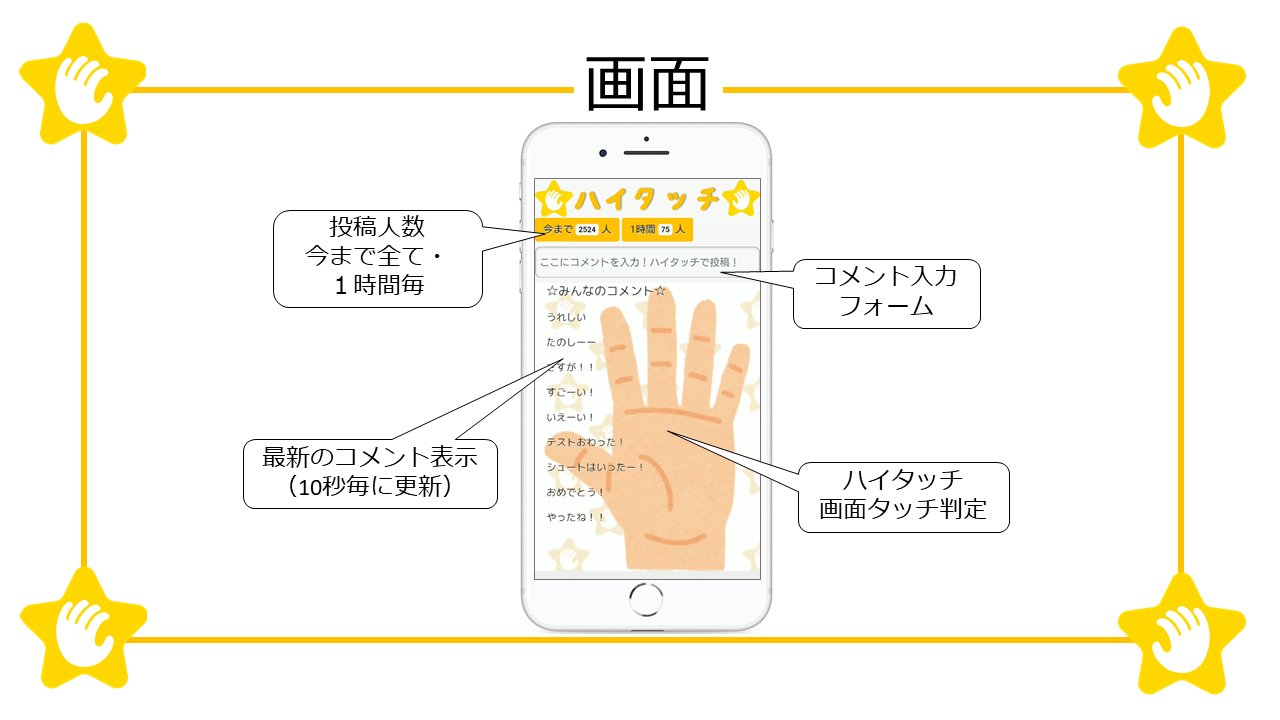 画面
ハイタッチ
今まで 2524 人 1時間 75 人
ここにコメントを入力！ハイタッチで投稿！
☆みんなのコメント☆
うれしい
たのしーー
さすが！！
すごーい！
いえーい！
テストおわった！
シュートはいったー！
おめでとう！
やったね！！
投稿人数
今まで全て・
１時間毎
コメント入力
フォーム
最新のコメント表示
（10秒毎に更新）
ハイタッチ
画面タッチ判定